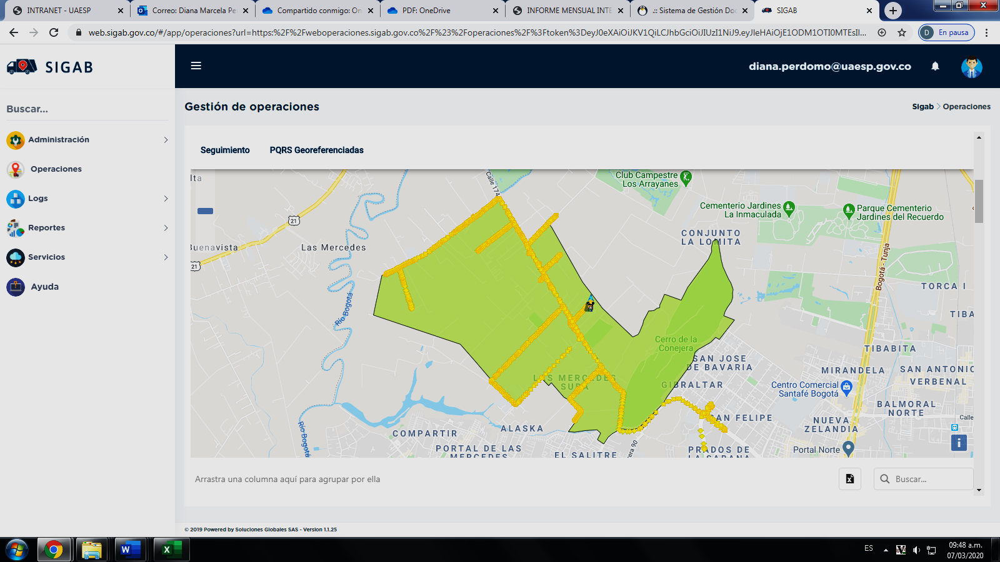 INTRANET - UAESP
Correo: Diana Marcela Pe
Compartido conmigo: On
PDF: OneDrive
INFORME MENSUAL INTE
.:: Sistema de Gestión Doc
SIGAB
web.sigab.gov.co/#/app/operaciones?url=https:%2F%2Fweboperaciones.sigab.gov.co%2F%23%2Foperaciones%2F%3Ftoken%3DeyJ0eXAiOiJKV1QiLCJhbGciOiJIUzI1NiJ9.eyJleHAiOjE1ODM1OTI0MTEsIl...
D
En pausa
SIGAB
diana.perdomo@uaesp.gov.co
Buscar...
Administración
Operaciones
Logs
Reportes
Servicios
Ayuda
Gestión de operaciones
Sigab > Operaciones
Seguimiento
PQRS Georeferenciadas
lta
Calle 174
Club Campestre
Los Arrayanes
Cementerio Jardines
La Inmaculada
Parque Cementerio
Jardines del Recuerdo
21
CONJUNTO
LA LOMITA
Buenavista
Las Mercedes
21
Bogotá - Tunja
TORCA I
Río Bogotá
TIBA
Cerro de la
Conejera
TIBABITA
SAN JOSE
DE BAVARIA
MIRANDELA
SAN ANTONIO
VERBENAL
LAS MERCEDES
SUBA
GIBRALTAR
Centro Comercial
Santafé Bogotá
BALMORAL
NORTE
SAN FELIPE
Calle
NUEVA
ZELANDIA
Río Bogotá
COMPARTIR
ALASKA
PORTAL DE LAS
MERCEDES
EL SALITRE
rera 90
PRADOS DE
LA SABANA
Portal Norte
i
Arrastra una columna aquí para agrupar por ella
Buscar...
© 2019 Powered by Soluciones Globales SAS - Version 1.1.25
ES
09:48 a.m.
07/03/2020